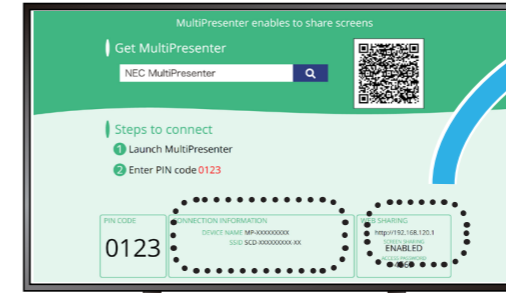 MultiPresenter enables to share screens
Get MultiPresenter
NEC MultiPresenter
Steps to connect
1 Launch MultiPresenter
2 Enter PIN code 0123
PIN CODE
0123
CONNECTION INFORMATION
DEVICE NAME MP-XXXXXXXXX
SSID SCD-XXXXXXXXX-XX
WEB SHARING
http://192.168.120.1
SCREEN SHARING
ENABLED
ACCESS PASSWORD